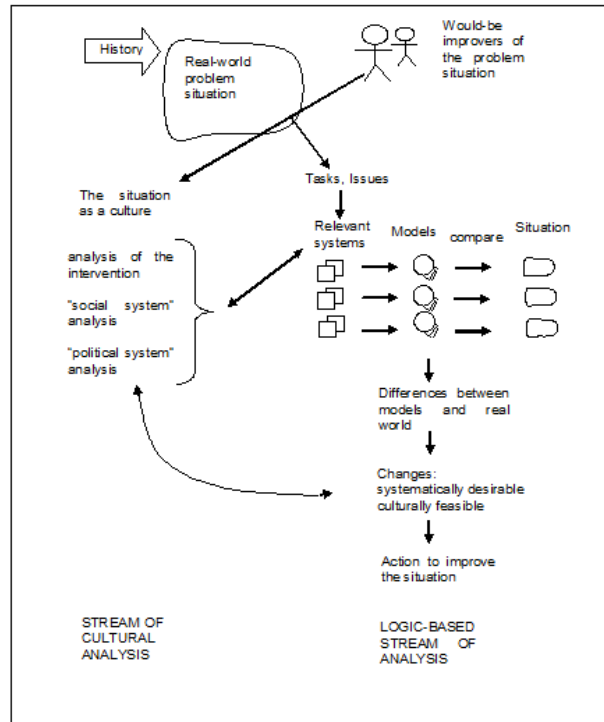 History
Real-world
problem
situation
Would-be
improvers of
the problem
situation
The situation
as a culture
Tasks, Issues
Relevant
systems
Models
compare
Situation
analysis of the
intervention
"social system"
analysis
"political system"
analysis
Differences between
models and real
world
Changes:
systematically desirable
culturally feasible
Action to improve
the situation
STREAM OF
CULTURAL
ANALYSIS
LOGIC-BASED
STREAM OF
ANALYSIS